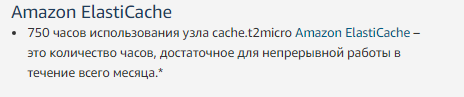 Amazon ElastiCache
• 750 часов использования узла cache.t2micro Amazon ElastiCache –
это количество часов, достаточное для непрерывной работы в
течение всего месяца.*